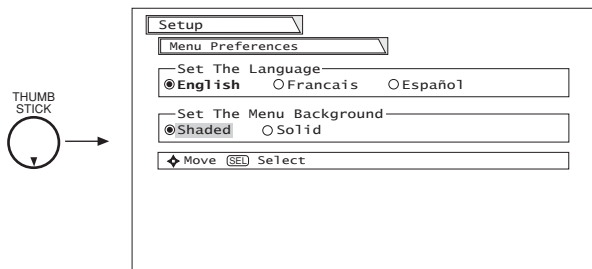 Setup
Menu Preferences
Set The Language
English Francais Español
THUMB
STICK
Set The Menu Background
Shaded Solid
Move SEL Select